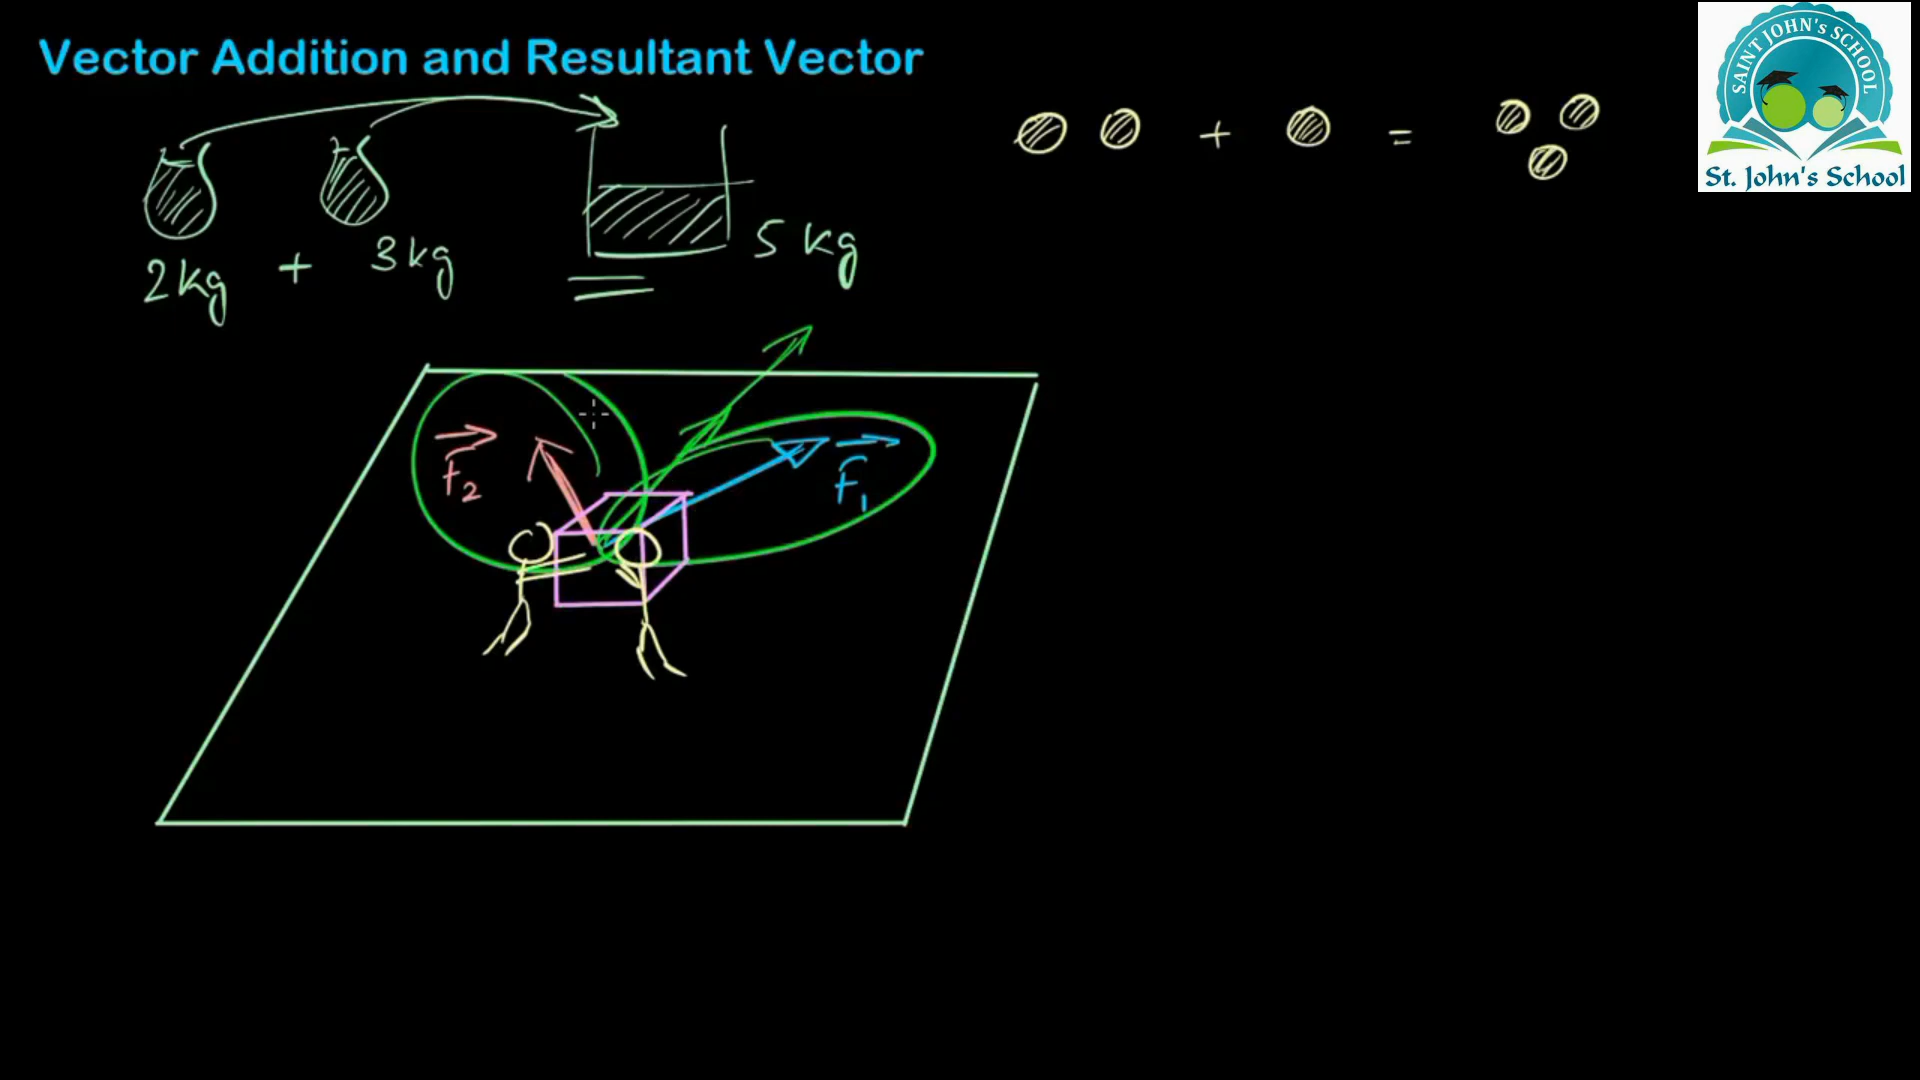 Vector Addition and Resultant Vector
SAINT JOHN's SCHOOL
St. John's School
+ =
2kg + 3kg
5 kg
=
F₂
F₁